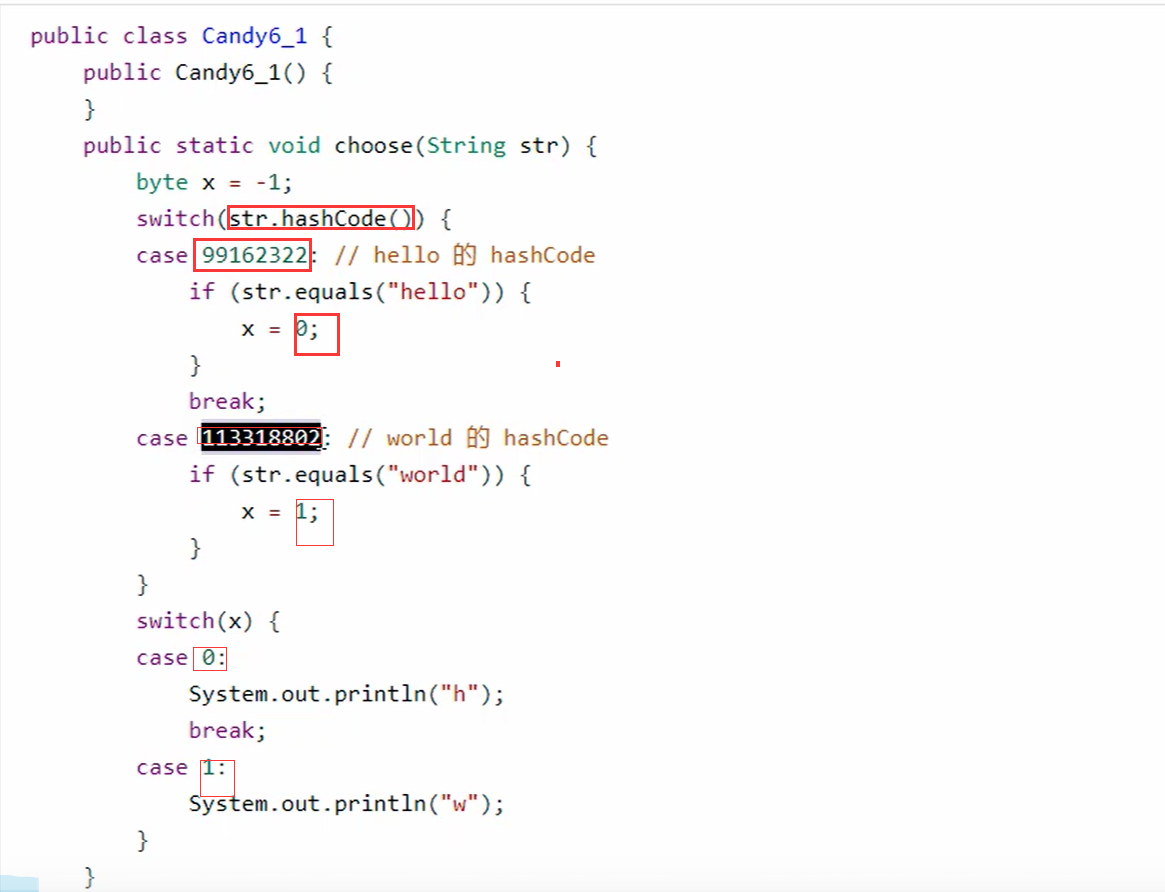 public class Candy6_1 {
public Candy6_1() {
}
public static void choose(String str) {
byte x = -1;
switch(str.hashCode()) {
case 99162322: // hello 的 hashCode
if (str.equals("hello")) {
x = 0;
}
break;
case 113318802: // world 的 hashCode
if (str.equals("world")) {
x = 1;
}
}
switch(x) {
case 0:
System.out.println("h");
break;
case 1:
System.out.println("w");
}
}